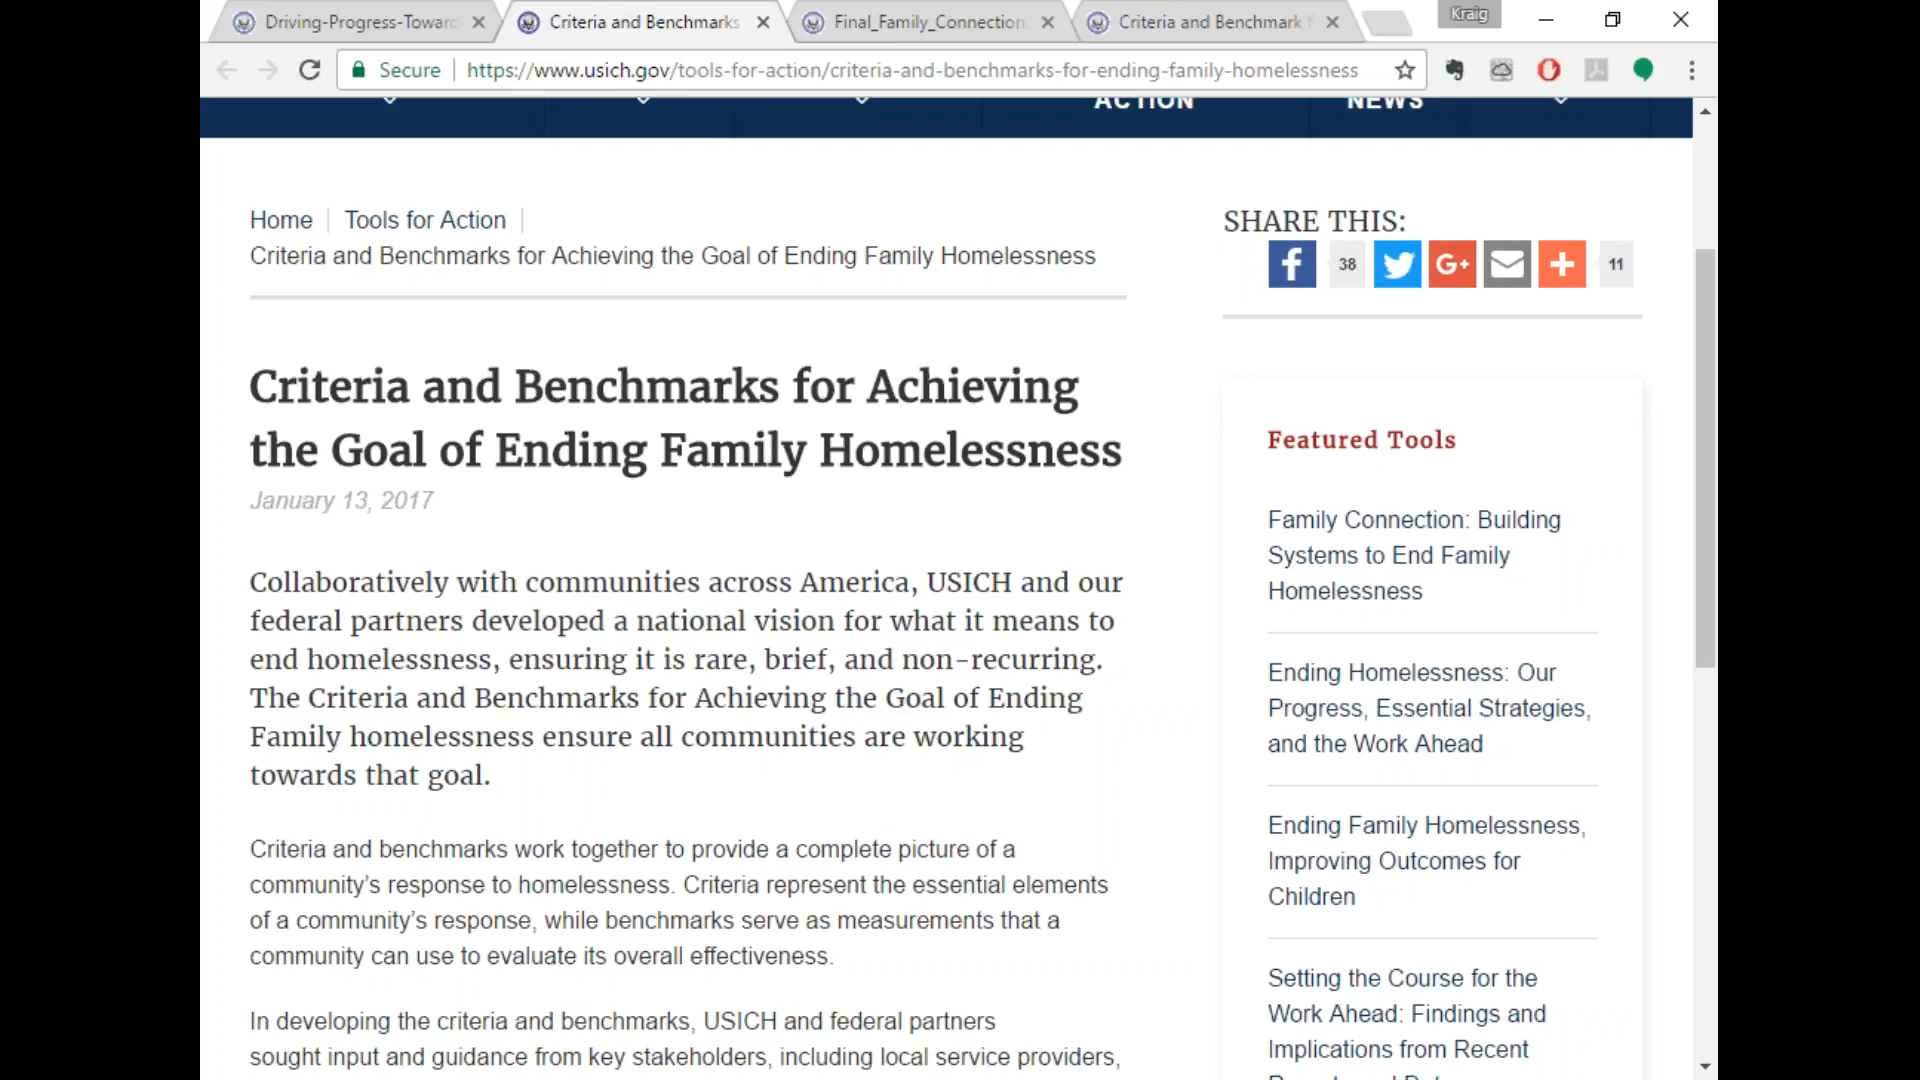 Driving-Progress-Toward
Criteria and Benchmarks
Final_Family_Connection
Criteria and Benchmark f
Kraig
Secure
https://www.usich.gov/tools-for-action/criteria-and-benchmarks-for-ending-family-homelessness
ACTION
NEWS
Home
Tools for Action
Criteria and Benchmarks for Achieving the Goal of Ending Family Homelessness
Criteria and Benchmarks for Achieving
the Goal of Ending Family Homelessness
January 13, 2017
Collaboratively with communities across America, USICH and our
federal partners developed a national vision for what it means to
end homelessness, ensuring it is rare, brief, and non-recurring.
The Criteria and Benchmarks for Achieving the Goal of Ending
Family homelessness ensure all communities are working
towards that goal.
Criteria and benchmarks work together to provide a complete picture of a
community’s response to homelessness. Criteria represent the essential elements
of a community’s response, while benchmarks serve as measurements that a
community can use to evaluate its overall effectiveness.
In developing the criteria and benchmarks, USICH and federal partners
sought input and guidance from key stakeholders, including local service providers,
SHARE THIS:
f
38
G+
11
Featured Tools
Family Connection: Building
Systems to End Family
Homelessness
Ending Homelessness: Our
Progress, Essential Strategies,
and the Work Ahead
Ending Family Homelessness,
Improving Outcomes for
Children
Setting the Course for the
Work Ahead: Findings and
Implications from Recent